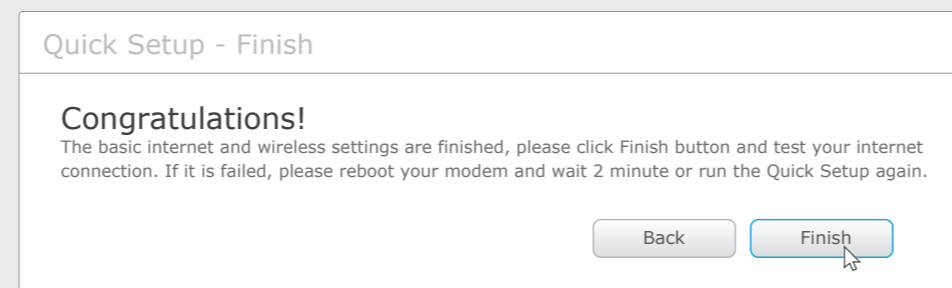 Quick Setup - Finish
Congratulations!
The basic internet and wireless settings are finished, please click Finish button and test your internet
connection. If it is failed, please reboot your modem and wait 2 minute or run the Quick Setup again.
Back
Finish